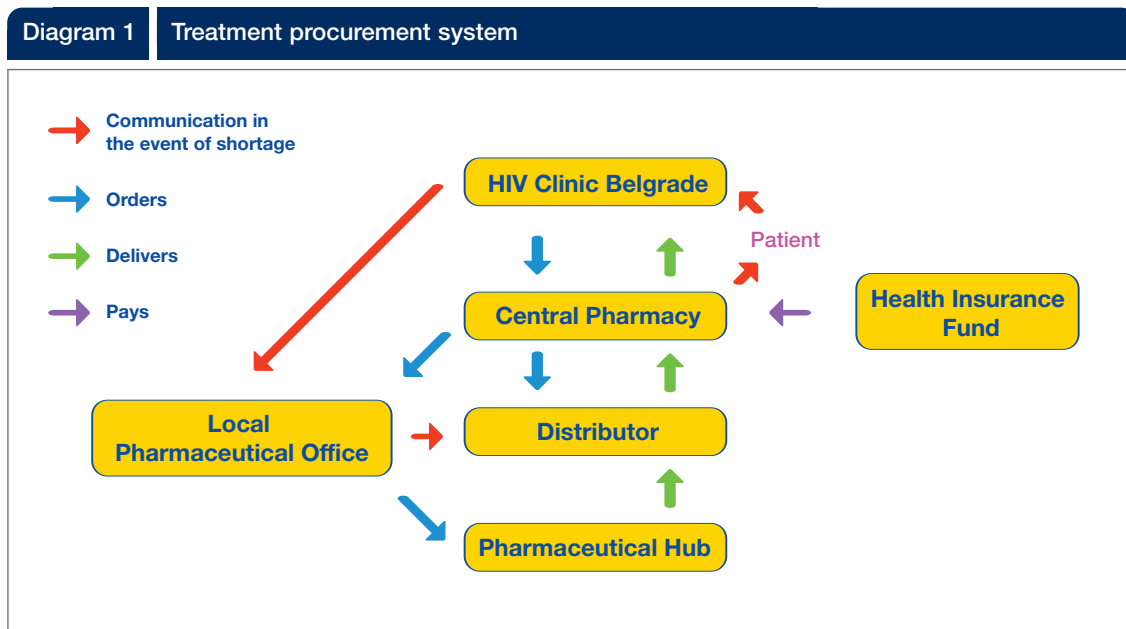 Diagram 1
Treatment procurement system
Communication in
the event of shortage
Orders
Delivers
Pays
HIV Clinic Belgrade
Patient
Central Pharmacy
Health Insurance
Fund
Local
Pharmaceutical Office
Distributor
Pharmaceutical Hub